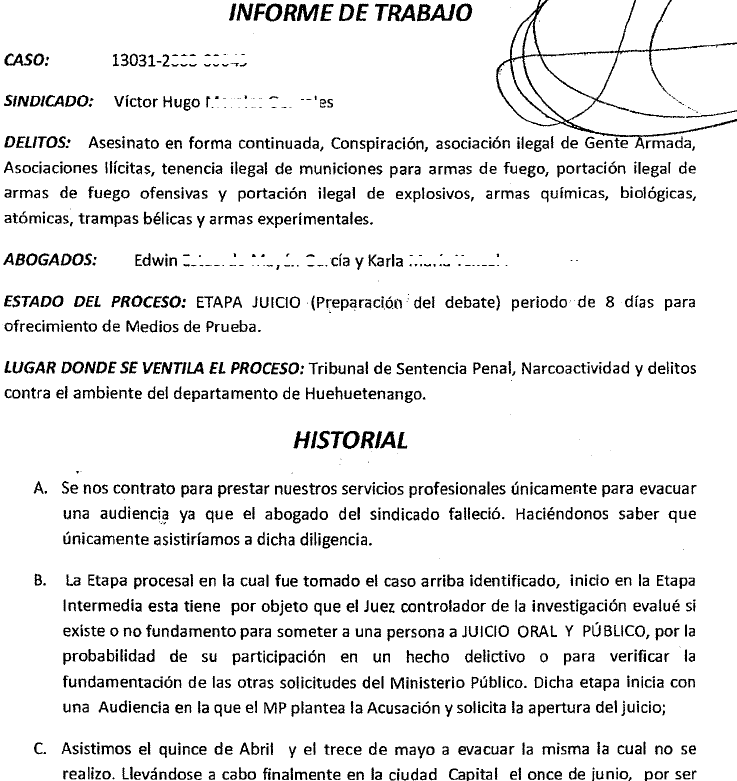 INFORME DE TRABAJO
CASO: 13031-2
SINDICADO: Víctor Hugo
DELITOS: Asesinato en forma continuada, Conspiración, asociación ilegal de Gente Armada,
Asociaciones Ilícitas, tenencia ilegal de municiones para armas de fuego, portación ilegal de
armas de fuego ofensivas y portación ilegal de explosivos, armas químicas, biológicas,
atómicas, trampas bélicas y armas experimentales.
ABOGADOS: Edwin y Karla
ESTADO DEL PROCESO: ETAPA JUICIO (Preparación del debate) periodo de 8 días para
ofrecimiento de Medios de Prueba.
LUGAR DONDE SE VENTILA EL PROCESO: Tribunal de Sentencia Penal, Narcoactividad y delitos
contra el ambiente del departamento de Huehuetenango.
HISTORIAL
A. Se nos contrato para prestar nuestros servicios profesionales únicamente para evacuar
una audiencia ya que el abogado del sindicado falleció. Haciéndonos saber que
únicamente asistiríamos a dicha diligencia.
B. La Etapa procesal en la cual fue tomado el caso arriba identificado, inicio en la Etapa
Intermedia esta tiene por objeto que el Juez controlador de la investigación evalué si
existe o no fundamento para someter a una persona a JUICIO ORAL Y PÚBLICO, por la
probabilidad de su participación en un hecho delictivo o para verificar la
fundamentación de las otras solicitudes del Ministerio Público. Dicha etapa inicia con
una Audiencia en la que el MP plantea la Acusación y solicita la apertura del juicio;
C. Asistimos el quince de Abril y el trece de mayo a evacuar la misma la cual no se
realizo. Llevándose a cabo finalmente en la ciudad Capital el once de junio, por ser